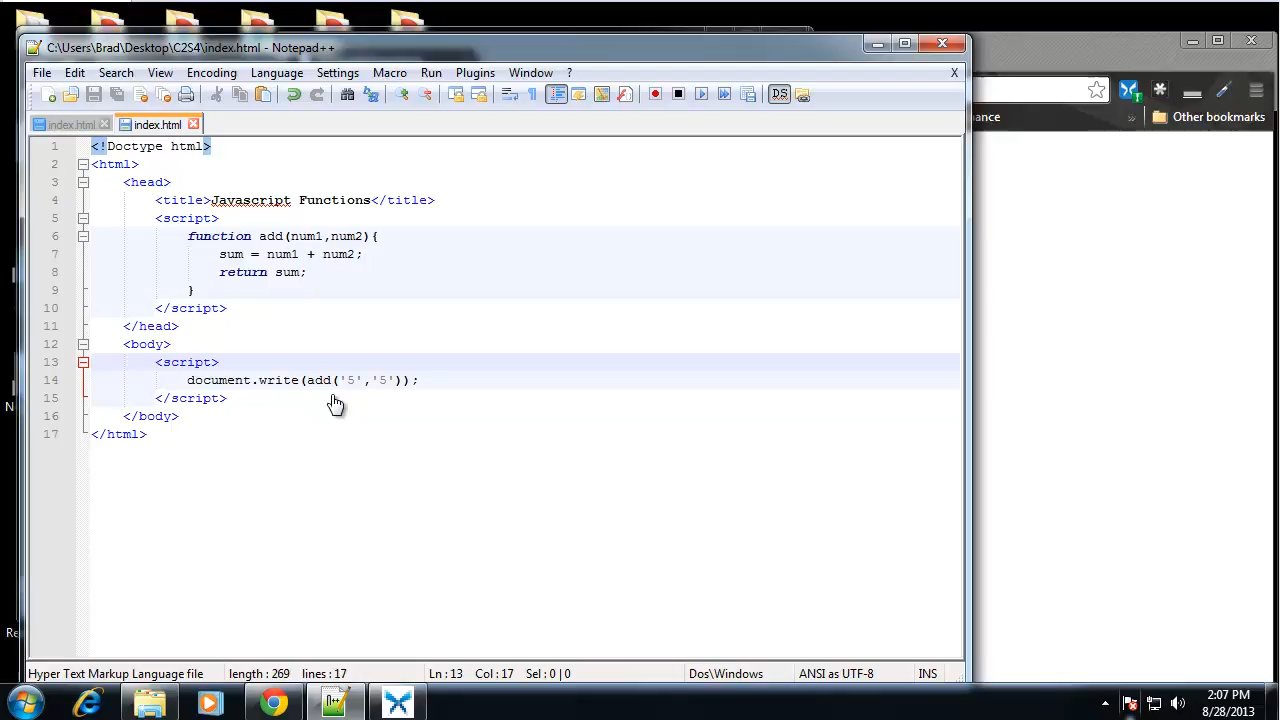 C:\Users\Brad\Desktop\C2S4\index.html - Notepad++
File Edit Search View Encoding Language Settings Macro Run Plugins Window ? X
index.html index.html
Other bookmarks
1 <!Doctype html>
2 <html>
3 <head>
4 <title>Javascript Functions</title>
5 <script>
6 function add(num1,num2){
7 sum = num1 + num2;
8 return sum;
9 }
10 </script>
11 </head>
12 <body>
13 <script>
14 document.write(add('5','5'));
15 </script>
16 </body>
17 </html>
Hyper Text Markup Language file length : 269 lines : 17 Ln : 13 Col : 17 Sel : 0 | 0 Dos\Windows ANSI as UTF-8 INS
2:07 PM
8/28/2013